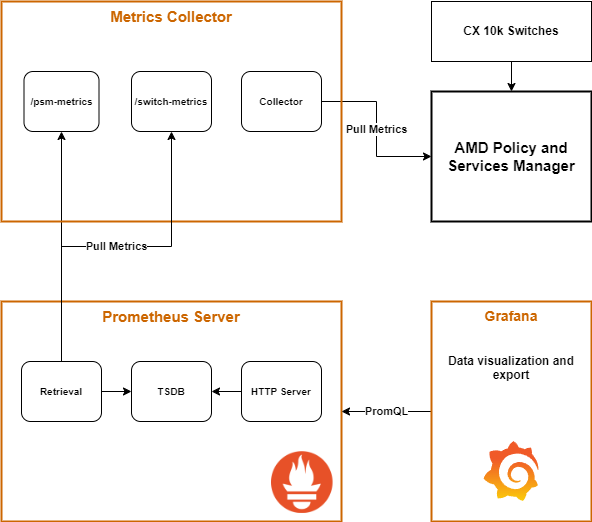 Metrics Collector
CX 10k Switches
/psm-metrics
/switch-metrics
Collector
Pull Metrics
AMD Policy and
Services Manager
Pull Metrics
Prometheus Server
Grafana
Data visualization and
export
Retrieval
TSDB
HTTP Server
PromQL